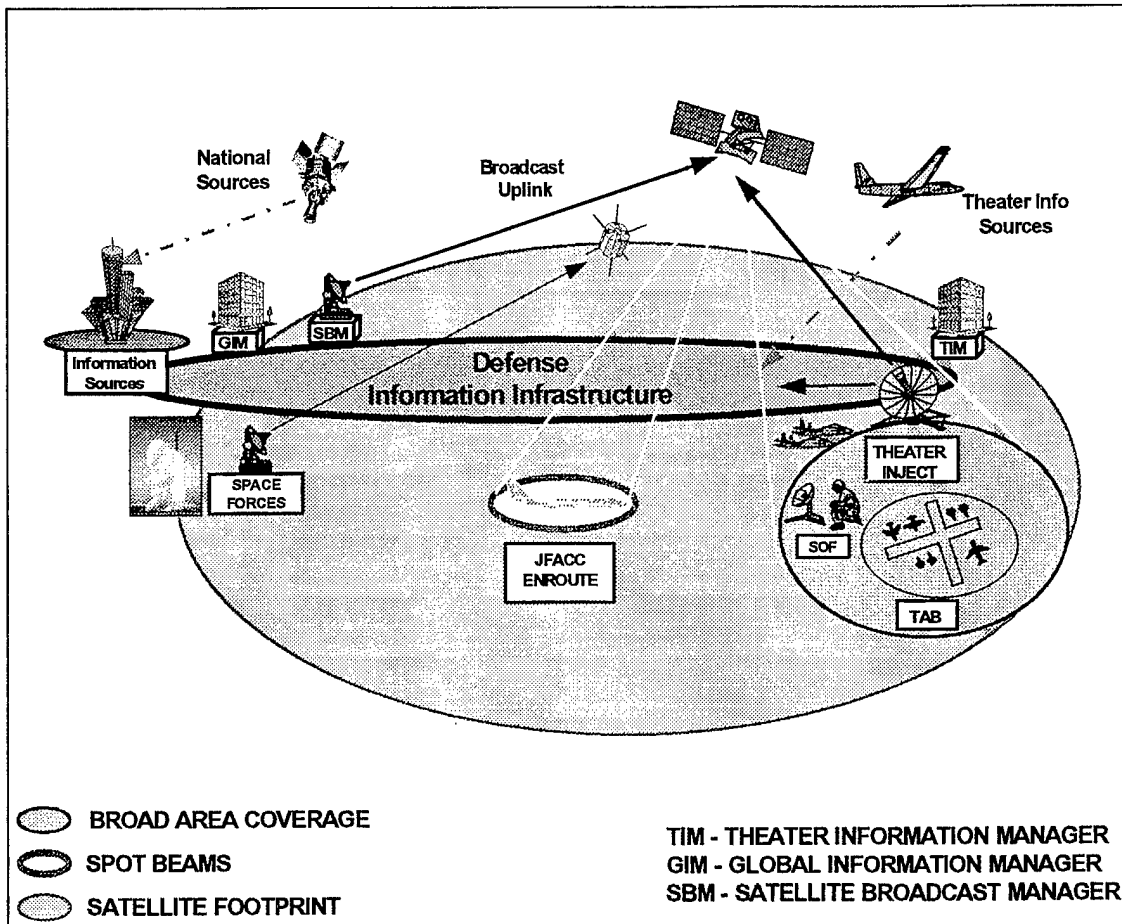 National
Sources
Broadcast
Uplink
Theater Info
Sources
GIM
SBM
TIM
Information
Sources
Defense
Information Infrastructure
SPACE
FORCES
THEATER
INJECT
SOF
JFACC
ENROUTE
TAB
BROAD AREA COVERAGE
SPOT BEAMS
SATELLITE FOOTPRINT
TIM - THEATER INFORMATION MANAGER
GIM - GLOBAL INFORMATION MANAGER
SBM - SATELLITE BROADCAST MANAGER